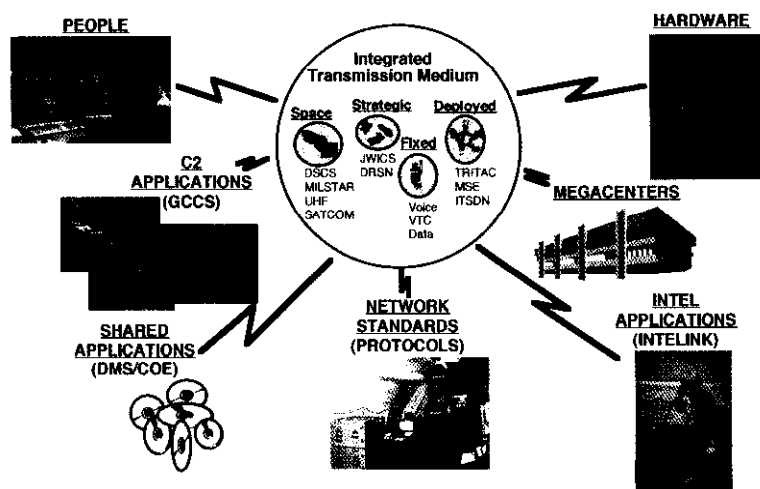 PEOPLE
HARDWARE
Integrated
Transmission Medium
Space
Strategic
Deployed
Fixed
DSCS
MILSTAR
UHF
SATCOM
JWICS
DRSN
Voice
VTC
Data
TRITAC
MSE
ITSDN
C2
APPLICATIONS
(GCCS)
MEGACENTERS
SHARED
APPLICATIONS
(DMS/COE)
NETWORK
STANDARDS
(PROTOCOLS)
INTEL
APPLICATIONS
(INTELINK)